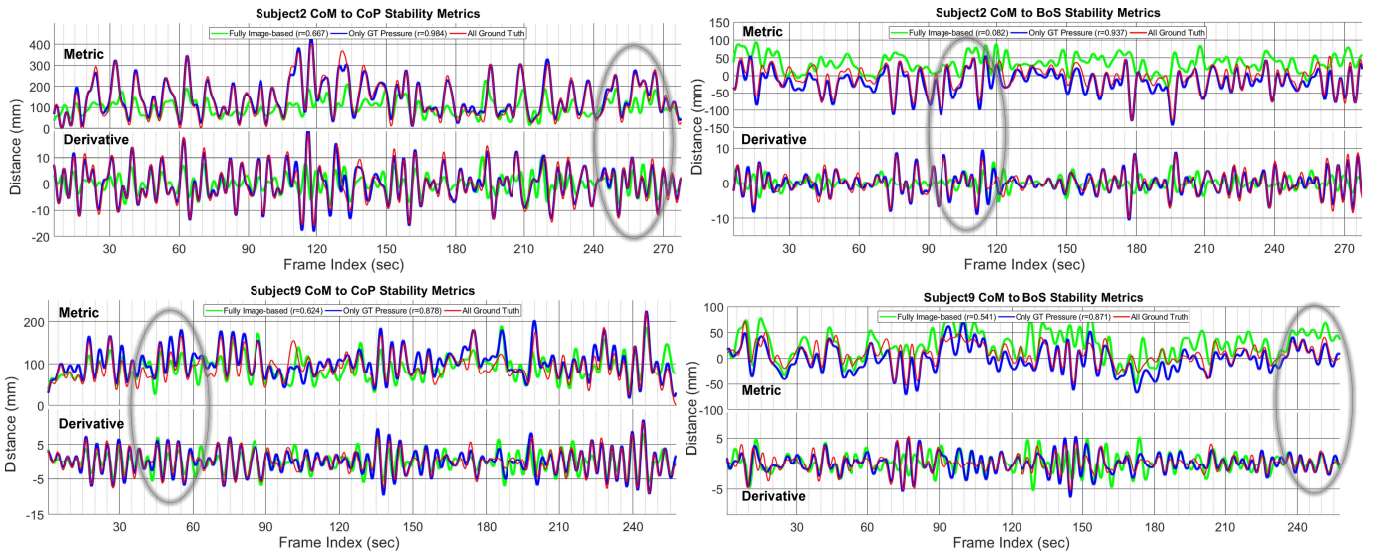 Subject2 CoM to CoP Stability Metrics
Metric
Fully Image-based (r=0.667) Only GT Pressure (r=0.984) All Ground Truth
400
300
200
100
0
Derivative
10
0
-10
-20
Distance (mm)
30 60 90 120 150 180 210 240 270
Frame Index (sec)
Subject2 CoM to BoS Stability Metrics
Metric
Fully Image-based (r=0.082) Only GT Pressure (r=0.937) All Ground Truth
150
100
50
0
-50
-100
-150
Derivative
10
0
-10
Distance (mm)
30 60 90 120 150 180 210 240 270
Frame Index (sec)
Subject9 CoM to CoP Stability Metrics
Metric
Fully Image-based (r=0.624) Only GT Pressure (r=0.878) All Ground Truth
200
100
0
Derivative
5
-5
-15
Distance (mm)
30 60 90 120 150 180 210 240
Frame Index (sec)
Subject9 CoM to BoS Stability Metrics
Fully Image-based (r=0.541) Only GT Pressure (r=0.871) All Ground Truth
100
50
0
-50
-100
Metric
5
0
-5
Derivative
Distance (mm)
30 60 90 120 150 180 210 240
Frame Index (sec)